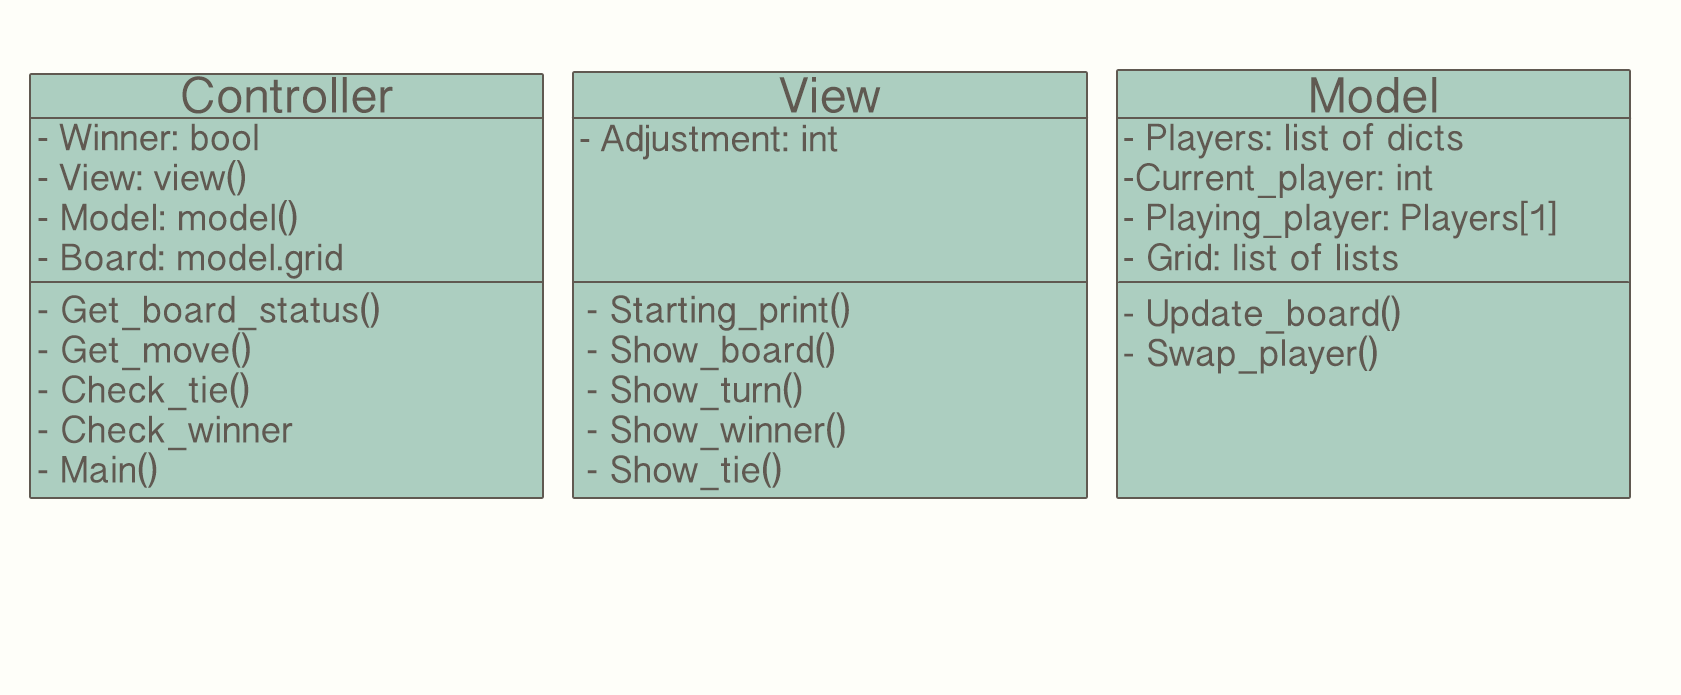 Controller
- Winner: bool
- View: view()
- Model: model()
- Board: model.grid
- Get_board_status()
- Get_move()
- Check_tie()
- Check_winner
- Main()
View
- Adjustment: int
- Starting_print()
- Show_board()
- Show_turn()
- Show_winner()
- Show_tie()
Model
- Players: list of dicts
-Current_player: int
- Playing_player: Players[1]
- Grid: list of lists
- Update_board()
- Swap_player()